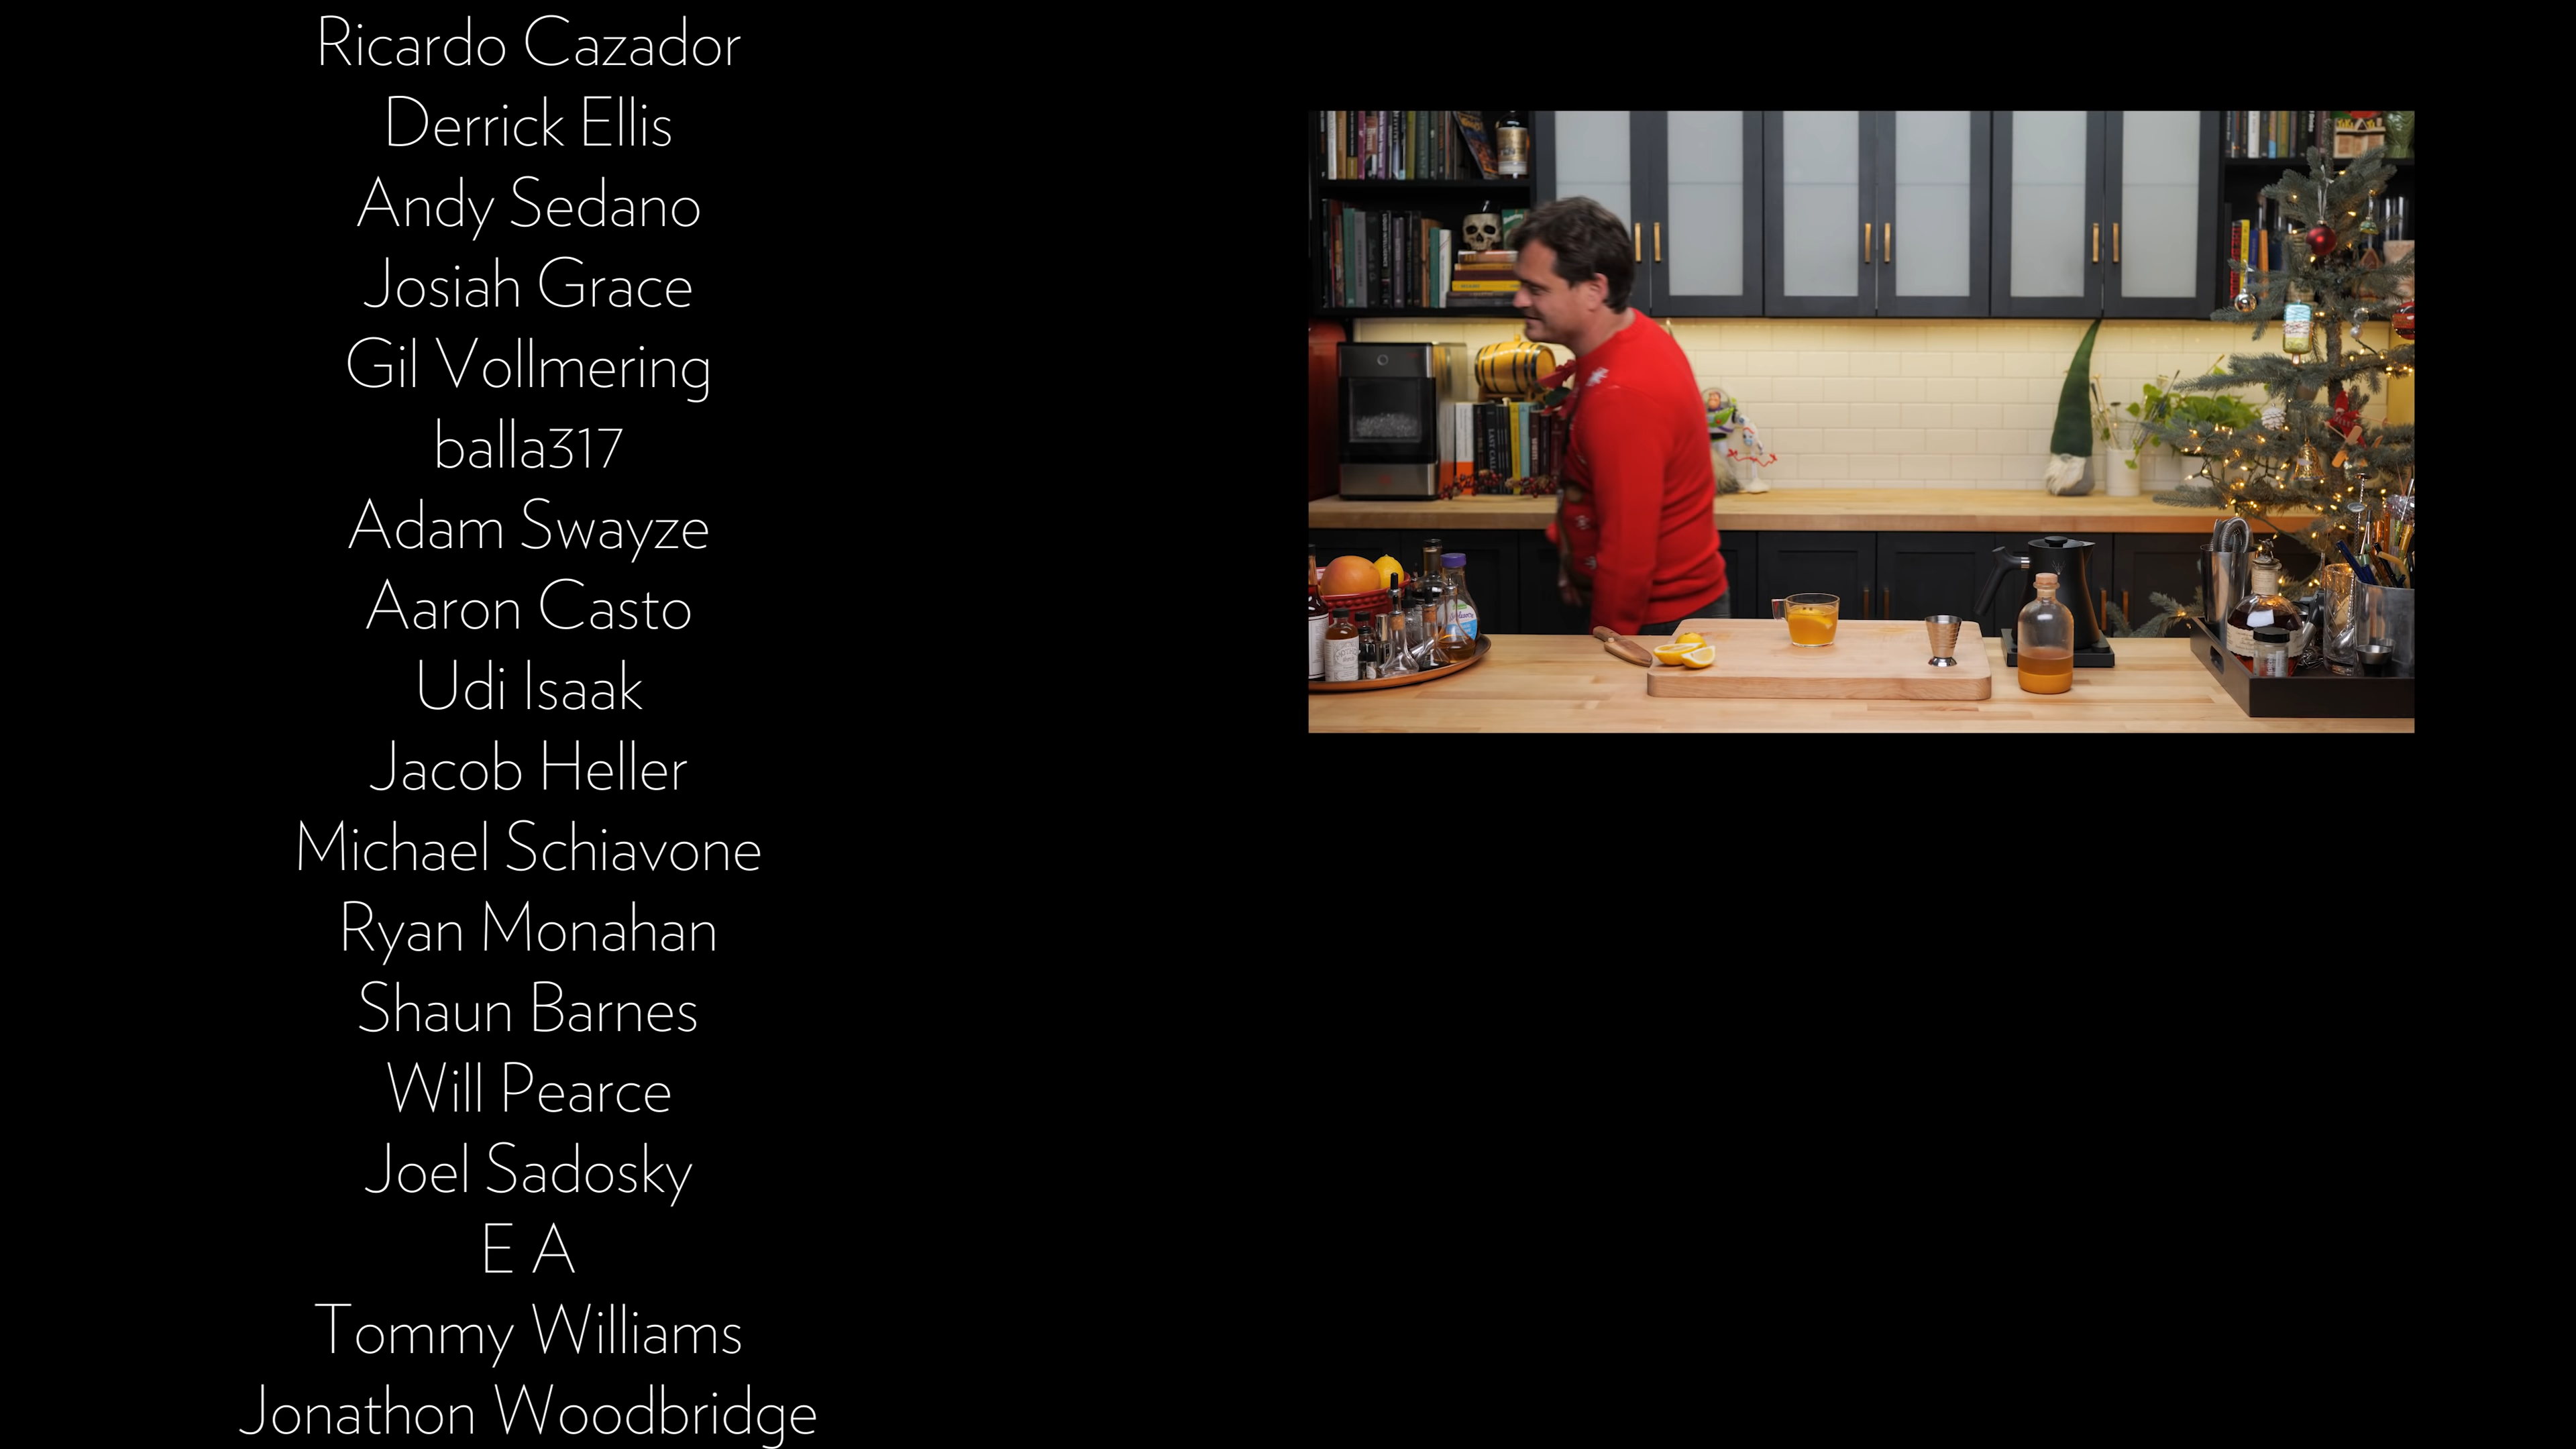 Ricardo Cazador
Derrick Ellis
Andy Sedano
Josiah Grace
Gil Vollmering
balla317
Adam Swayze
Aaron Casto
Udi Isaak
Jacob Heller
Michael Schiavone
Ryan Monahan
Shaun Barnes
Will Pearce
Joel Sadosky
E A
Tommy Williams
Jonathon Woodbridge